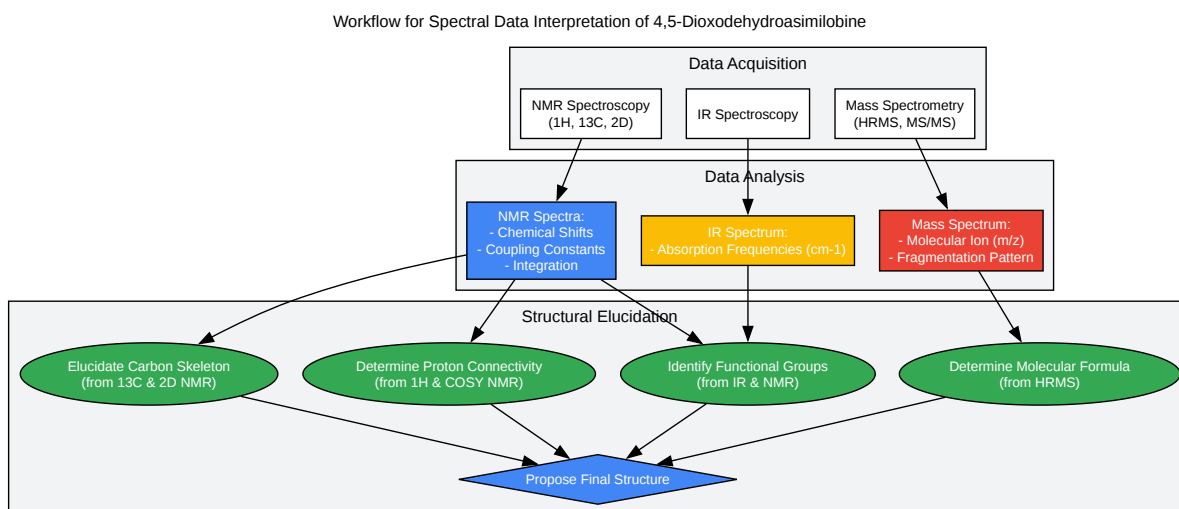 Workflow for Spectral Data Interpretation of 4,5-Dioxodehydroasimilobine
Data Acquisition
NMR Spectroscopy
(1H, 13C, 2D)
IR Spectroscopy
Mass Spectrometry
(HRMS, MS/MS)
Data Analysis
NMR Spectra:
- Chemical Shifts
- Coupling Constants
- Integration
IR Spectrum:
- Absorption Frequencies (cm-1)
Mass Spectrum:
- Molecular Ion (m/z)
- Fragmentation Pattern
Structural Elucidation
Elucidate Carbon Skeleton
(from 13C & 2D NMR)
Determine Proton Connectivity
(from 1H & COSY NMR)
Identify Functional Groups
(from IR & NMR)
Determine Molecular Formula
(from HRMS)
Propose Final Structure